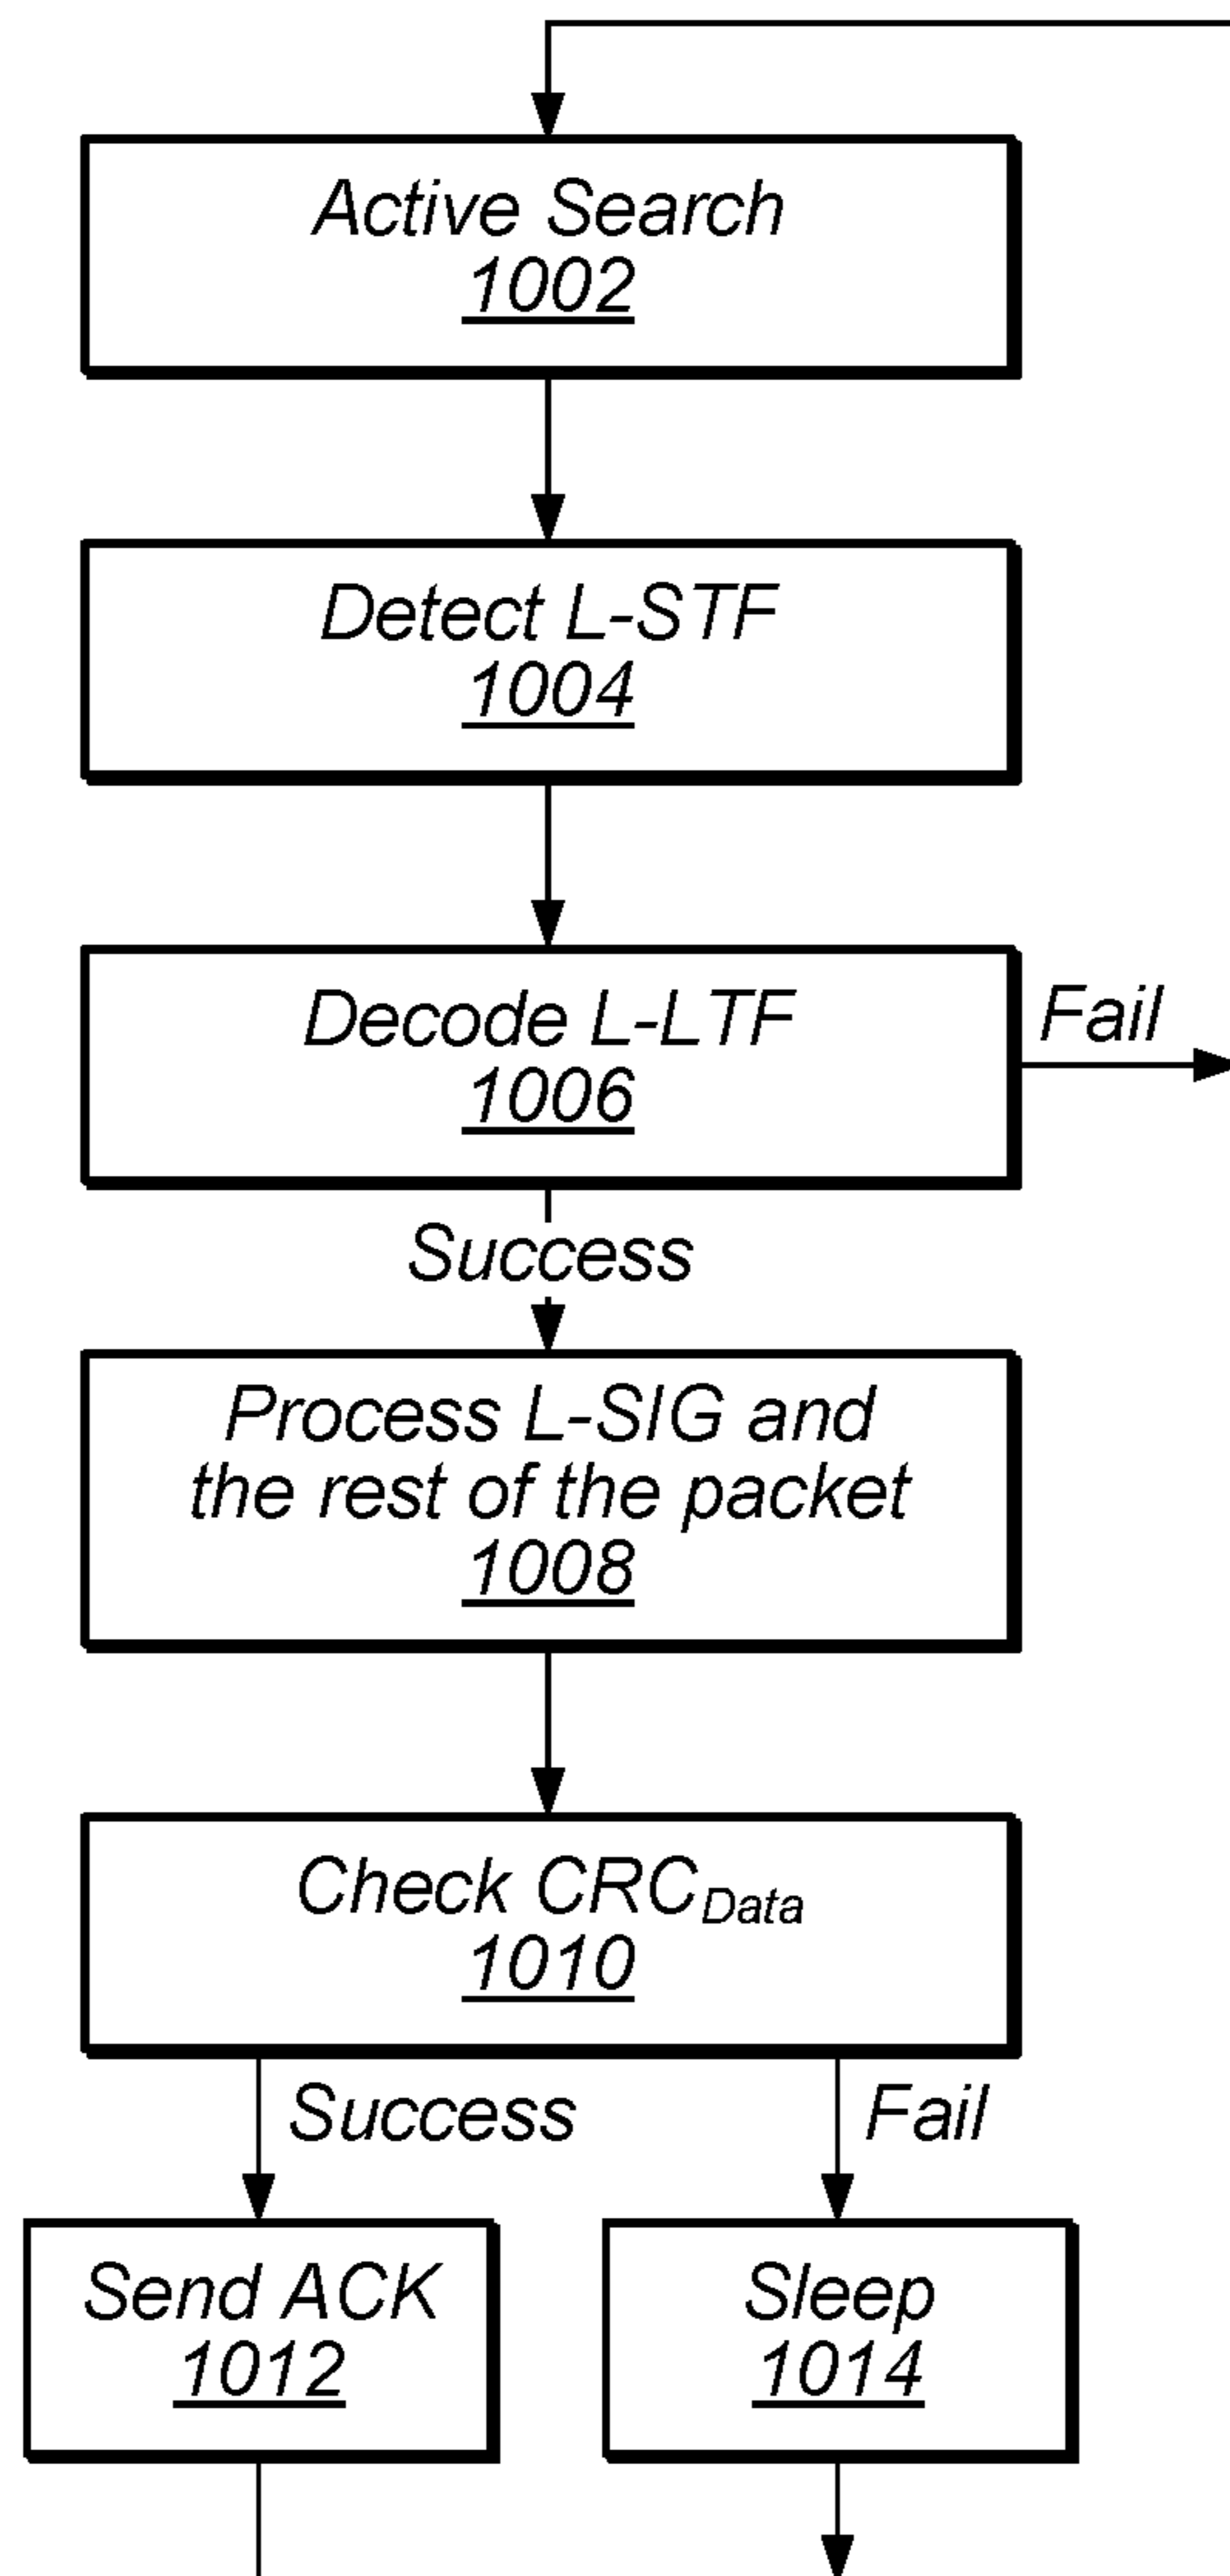 Active Search
1002
Detect L-STF
1004
Decode L-LTF
1006
Fail
Success
Process L-SIG and
the rest of the packet
1008
Check CRCData
1010
Success
Fail
Send ACK
1012
Sleep
1014